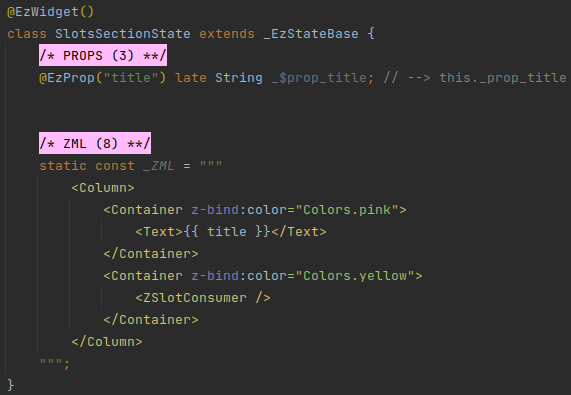 @EzWidget()
class SlotsSectionState extends _EzStateBase {
/* PROPS (3) **/
@EzProp("title") late String _$prop_title; // --> this._prop_title
/* ZML (8) **/
static const _ZML = """
<Column>
<Container z-bind:color="Colors.pink">
<Text>{{ title }}</Text>
</Container>
<Container z-bind:color="Colors.yellow">
<ZSlotConsumer />
</Container>
</Column>
""";
}